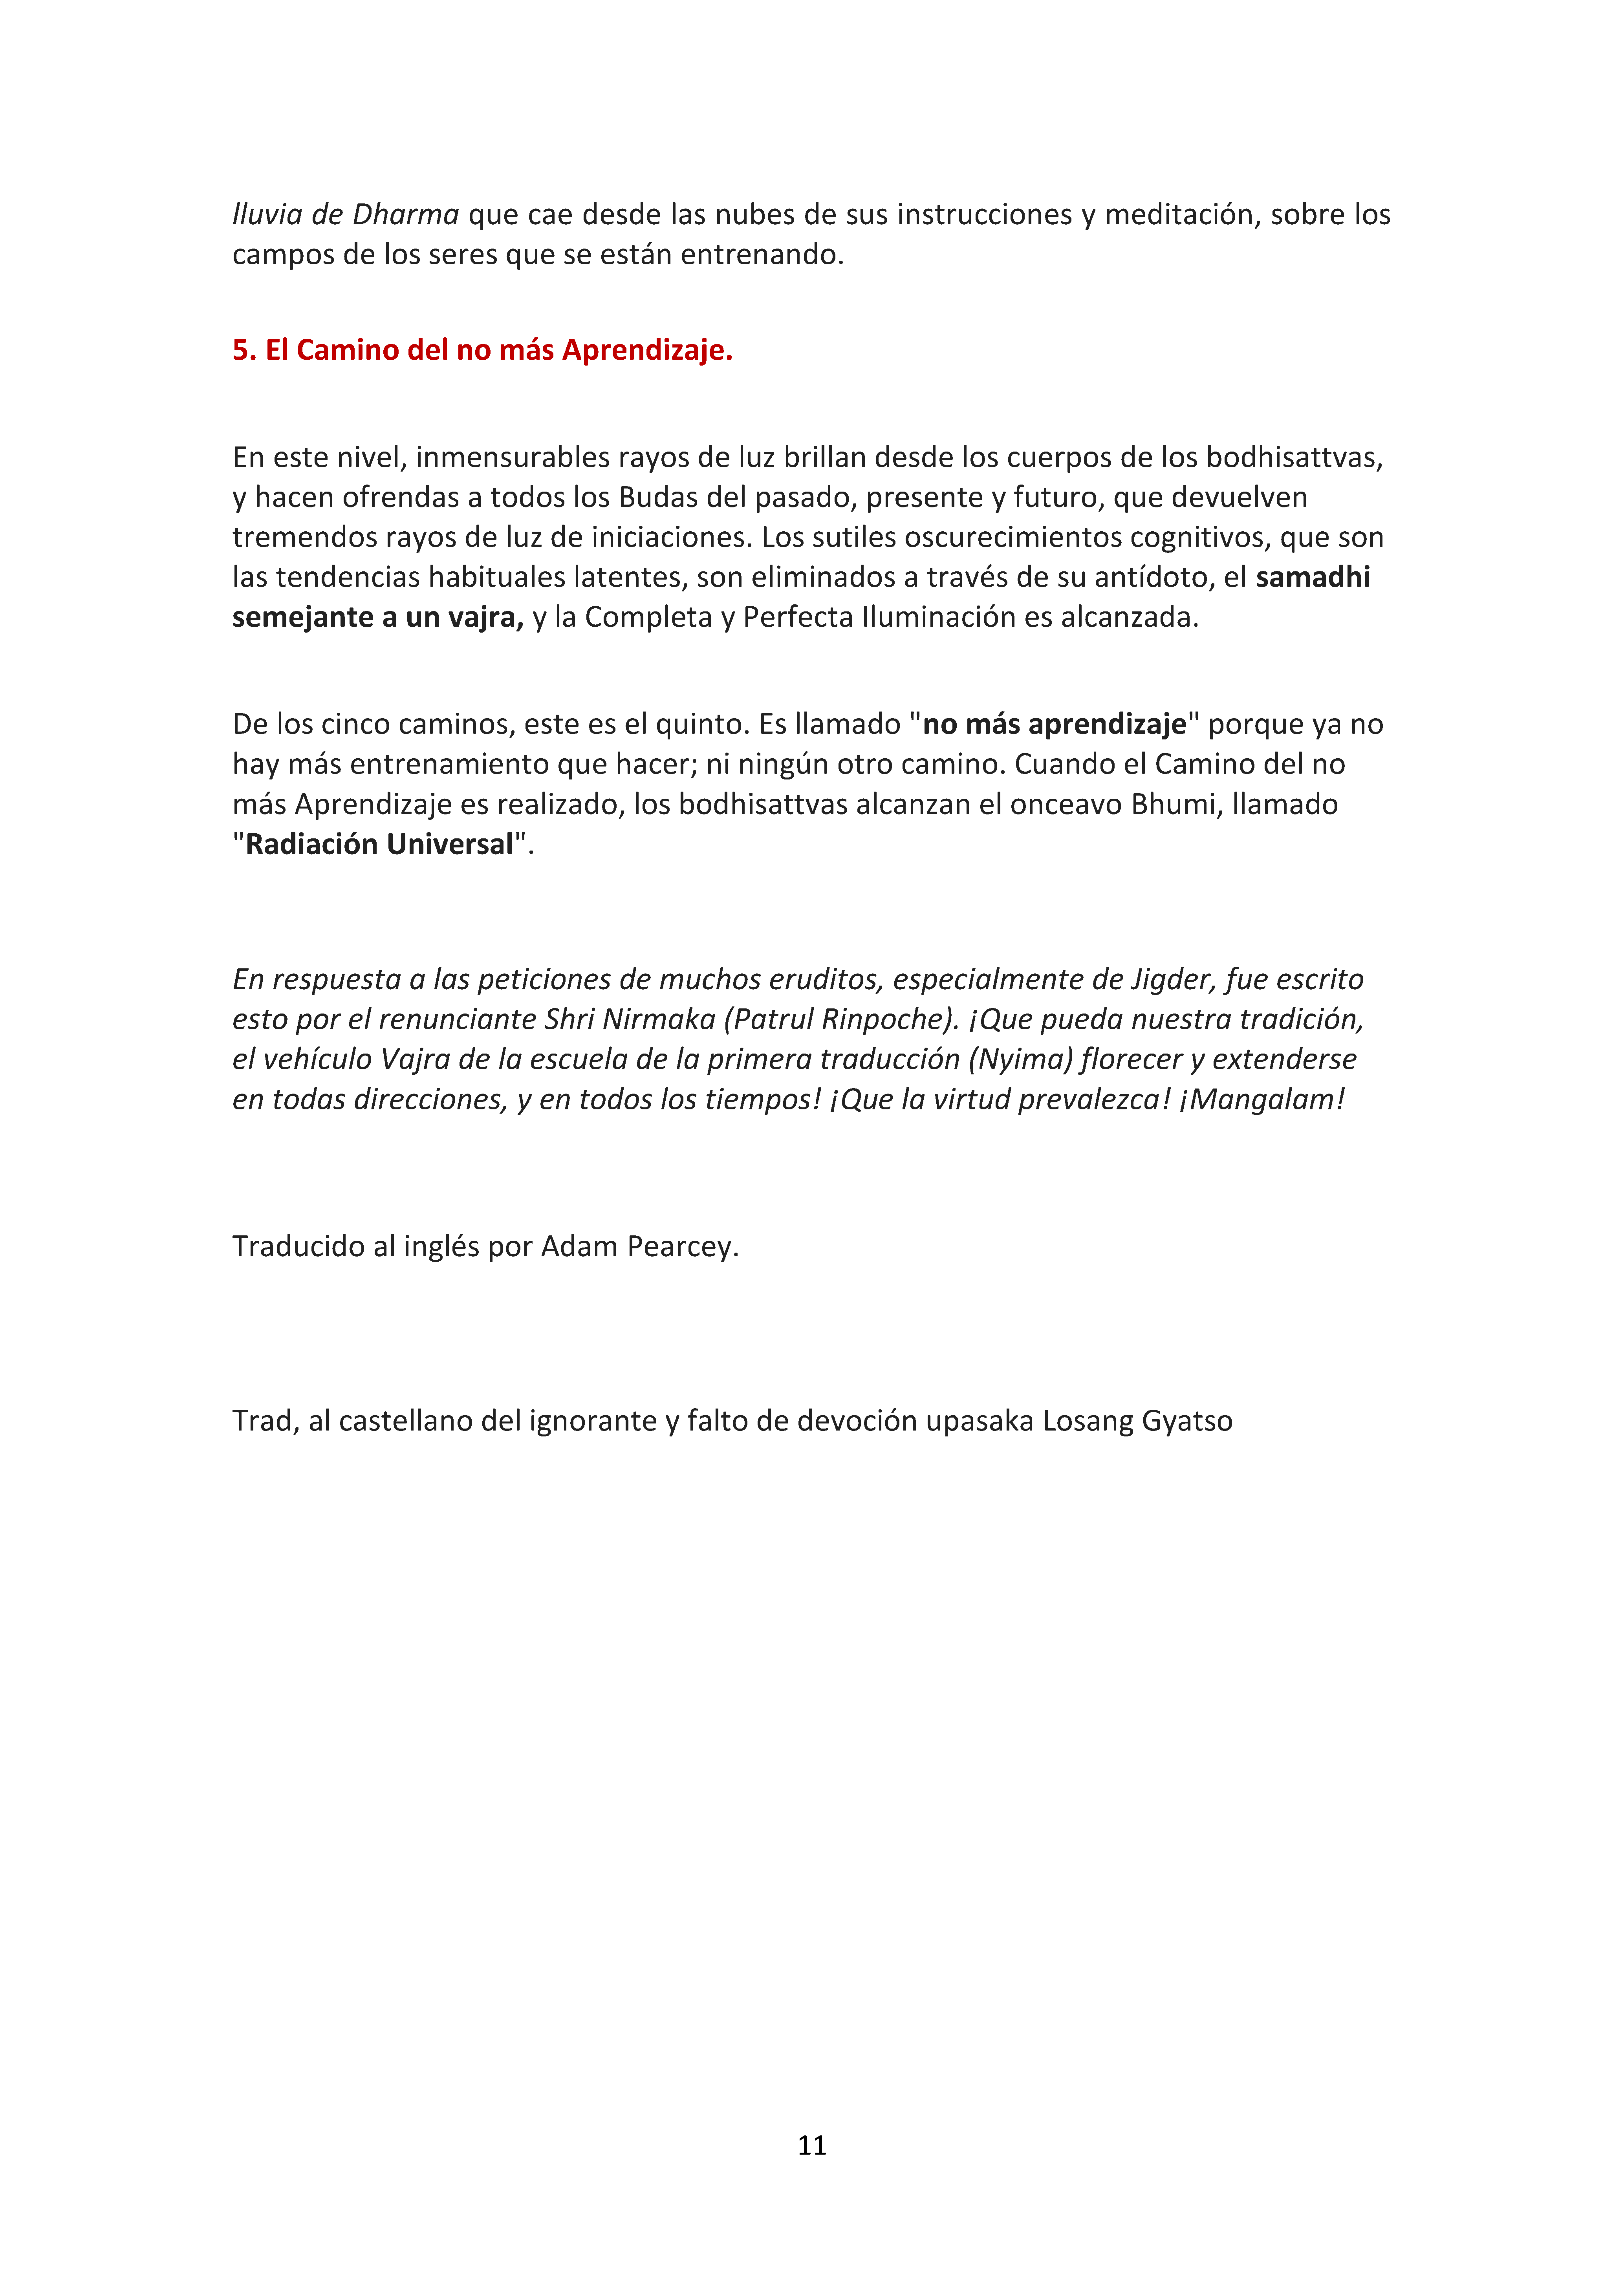 lluvia de Dharma que cae desde las nubes de sus instrucciones y meditación, sobre los
campos de los seres que se están entrenando.
5. El Camino del no más Aprendizaje.
En este nivel, inmensurables rayos de luz brillan desde los cuerpos de los bodhisattvas,
y hacen ofrendas a todos los Budas del pasado, presente y futuro, que devuelven
tremendos rayos de luz de iniciaciones. Los sutiles oscurecimientos cognitivos, que son
las tendencias habituales latentes, son eliminados a través de su antídoto, el samadhi
semejante a un vajra, y la Completa y Perfecta Iluminación es alcanzada.
De los cinco caminos, este es el quinto. Es llamado "no más aprendizaje" porque ya no
hay más entrenamiento que hacer; ni ningún otro camino. Cuando el Camino del no
más Aprendizaje es realizado, los bodhisattvas alcanzan el onceavo Bhumi, llamado
"Radiación Universal".
En respuesta a las peticiones de muchos eruditos, especialmente de Jigder, fue escrito
esto por el renunciante Shri Nirmaka (Patrul Rinpoche). ¡Que pueda nuestra tradición,
el vehículo Vajra de la escuela de la primera traducción (Nyima) florecer y extenderse
en todas direcciones, y en todos los tiempos! ¡Que la virtud prevalezca! ¡Mangalam!
Traducido al inglés por Adam Pearcey.
Trad, al castellano del ignorante y falto de devoción upasaka Losang Gyatso
11